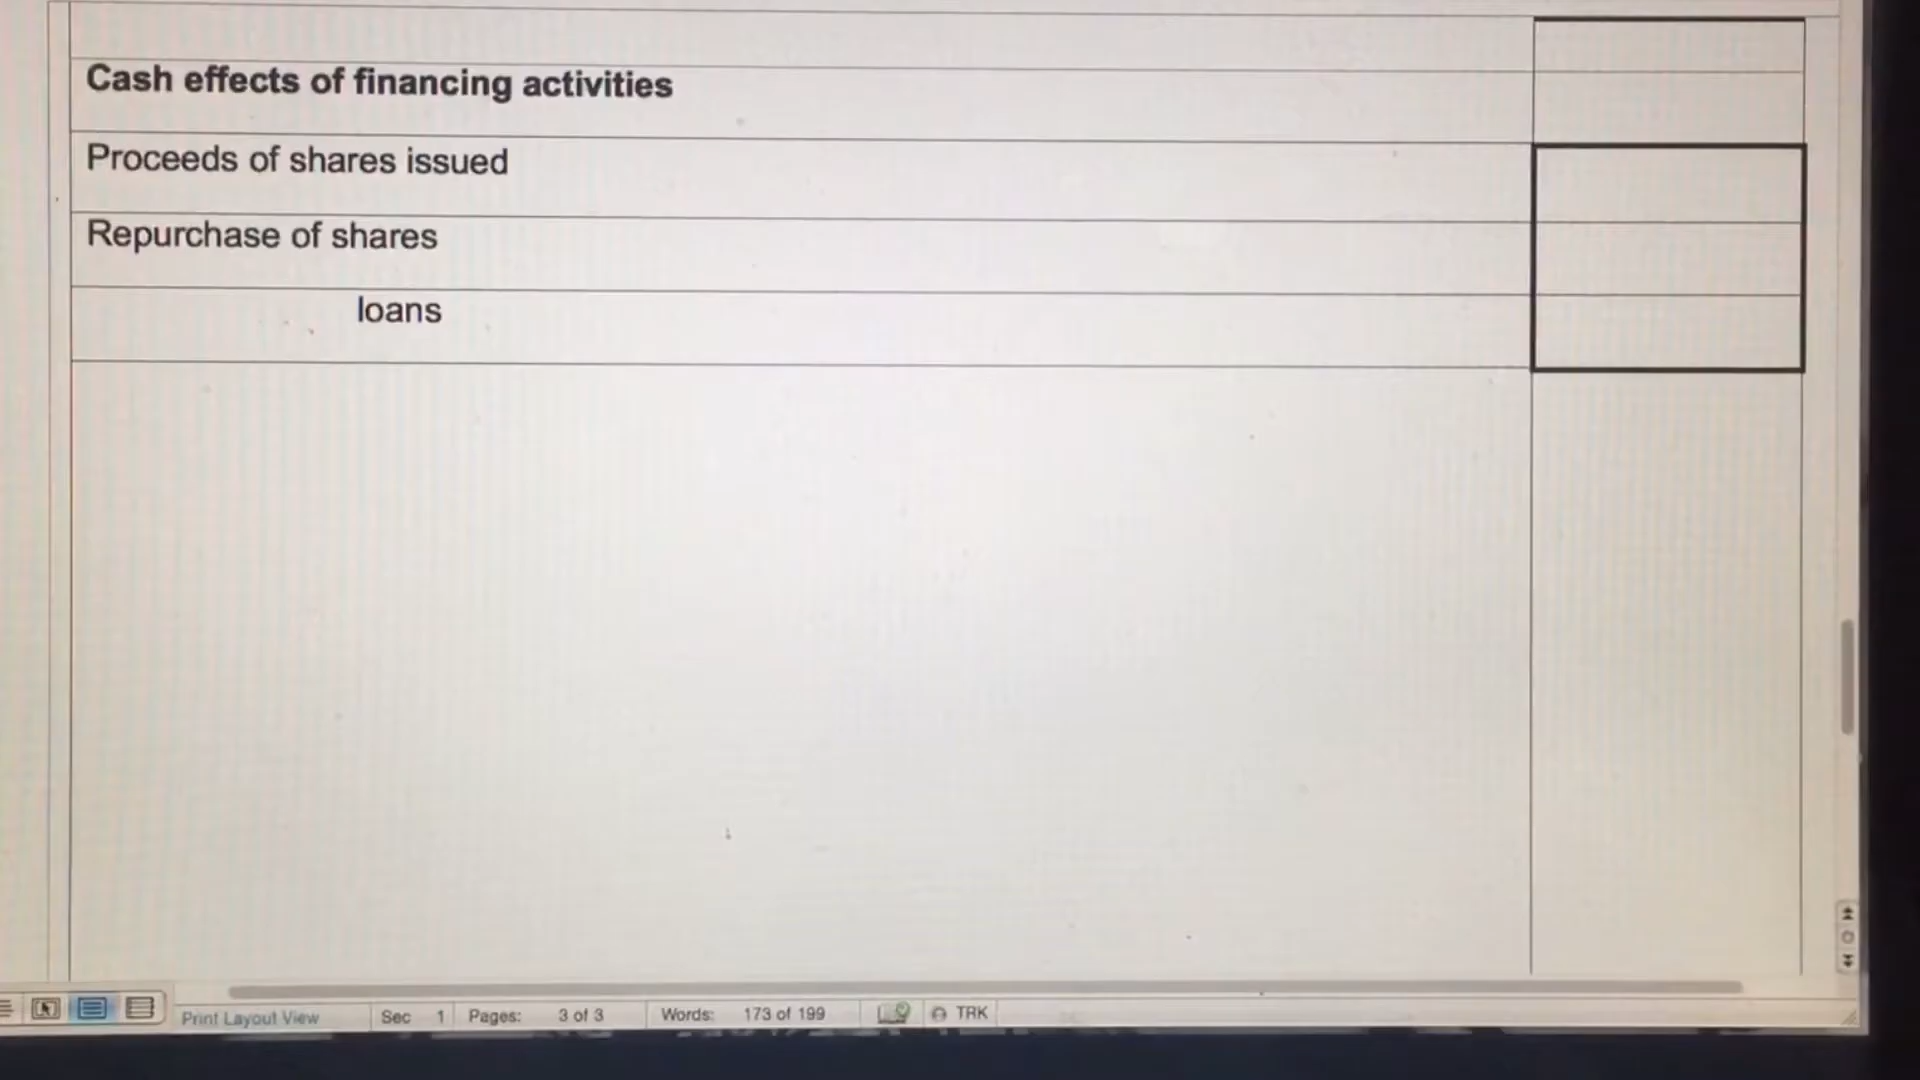 Cash effects of financing activities
Proceeds of shares issued
Repurchase of shares
loans
Print Layout View Sec 1 Pages: 3 of 3 Words: 173 of 199 TRK